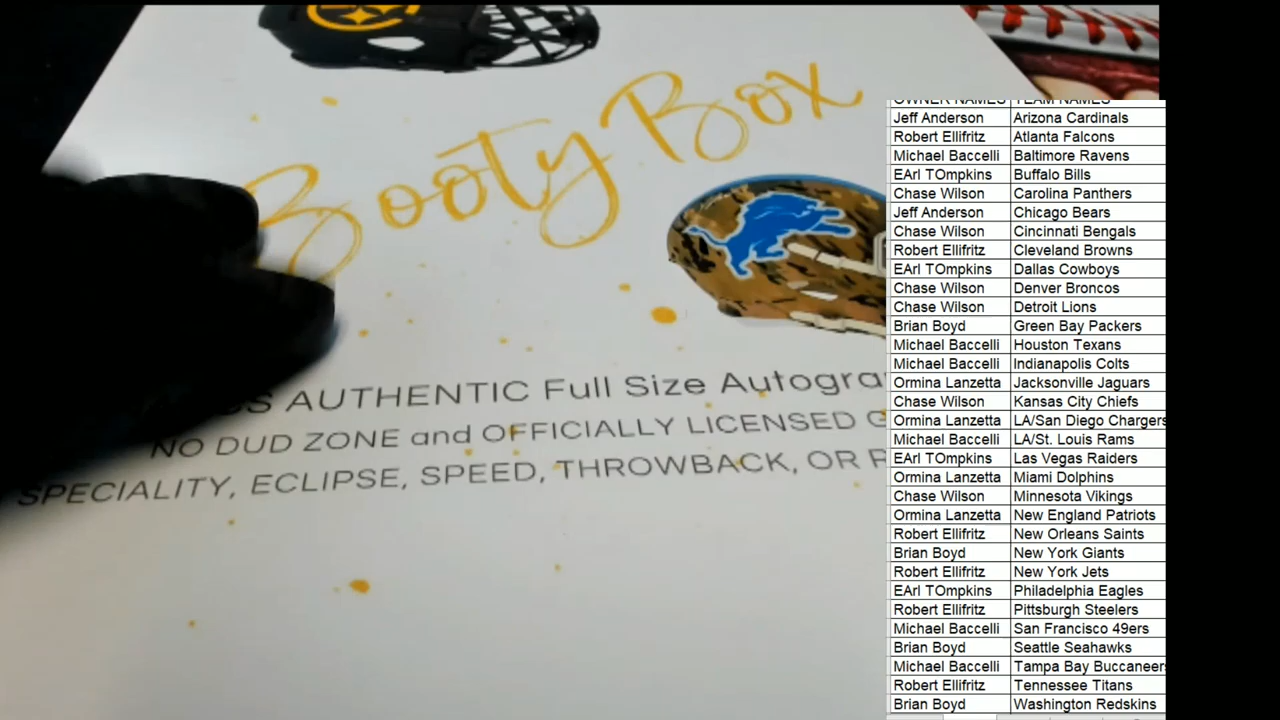 Booty Box
AUTHENTIC Full Size
NO DUD ZONE and OFFICIALLY LICENSED
SPECIALITY, ECLIPSE, SPEED, THROWBACK, OR
OWNER NAMES TEAM NAMES
Jeff Anderson Arizona Cardinals
Robert Ellifritz Atlanta Falcons
Michael Baccelli Baltimore Ravens
EArl TOmpkins Buffalo Bills
Chase Wilson Carolina Panthers
Jeff Anderson Chicago Bears
Chase Wilson Cincinnati Bengals
Robert Ellifritz Cleveland Browns
EArl TOmpkins Dallas Cowboys
Chase Wilson Denver Broncos
Chase Wilson Detroit Lions
Brian Boyd Green Bay Packers
Michael Baccelli Houston Texans
Michael Baccelli Indianapolis Colts
Ormina Lanzetta Jacksonville Jaguars
Chase Wilson Kansas City Chiefs
Ormina Lanzetta LA/San Diego Chargers
Michael Baccelli LA/St. Louis Rams
EArl TOmpkins Las Vegas Raiders
Ormina Lanzetta Miami Dolphins
Chase Wilson Minnesota Vikings
Ormina Lanzetta New England Patriots
Robert Ellifritz New Orleans Saints
Brian Boyd New York Giants
Robert Ellifritz New York Jets
EArl TOmpkins Philadelphia Eagles
Robert Ellifritz Pittsburgh Steelers
Michael Baccelli San Francisco 49ers
Brian Boyd Seattle Seahawks
Michael Baccelli Tampa Bay Buccaneers
Robert Ellifritz Tennessee Titans
Brian Boyd Washington Redskins